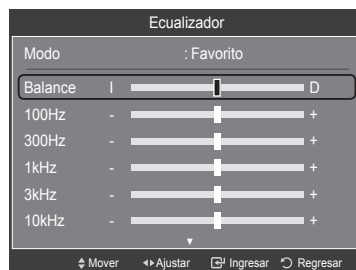 Ecualizador
Modo : Favorito
Balance I D
100Hz - +
300Hz - +
1kHz - +
3kHz - +
10kHz - +
Mover Ajustar Ingresar Regresar